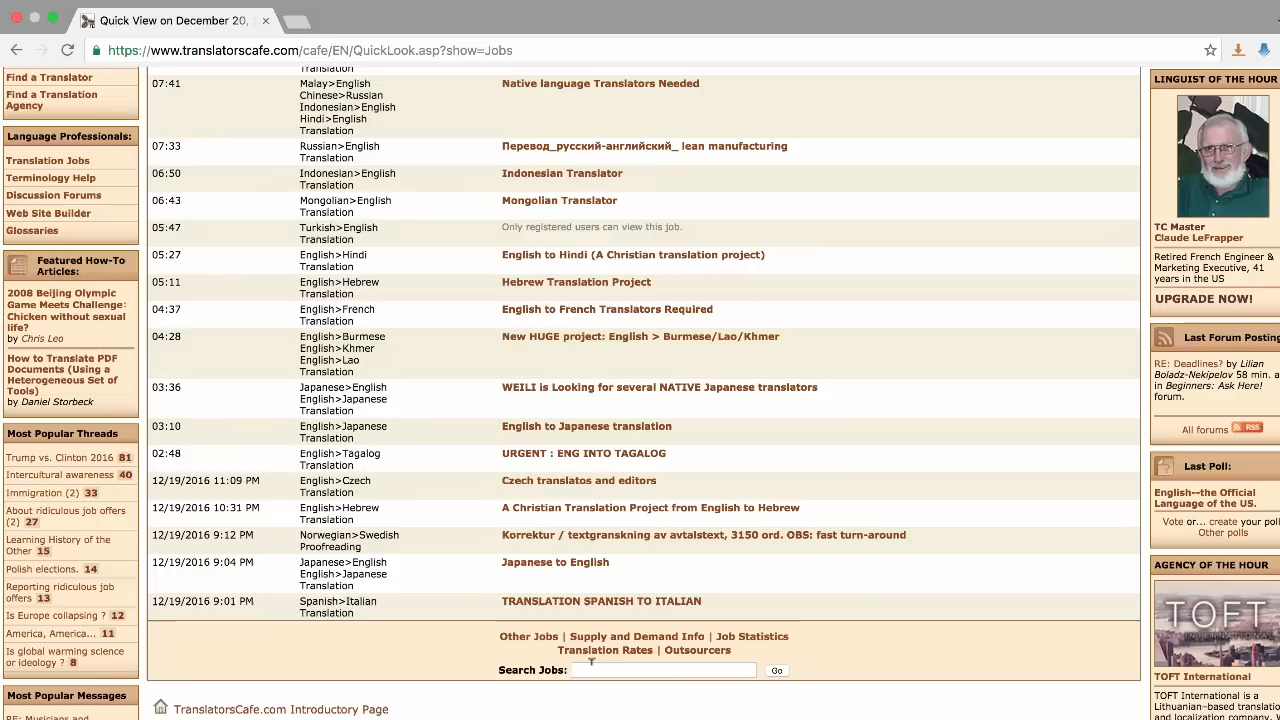 Quick View on December 20,
https://www.translatorscafe.com/cafe/EN/QuickLook.asp?show=Jobs
Find a Translator
Find a Translation
Agency
Language Professionals:
Translation Jobs
Terminology Help
Discussion Forums
Web Site Builder
Glossaries
Featured How-To
Articles:
2008 Beijing Olympic
Game Meets Challenge:
Chicken without sexual
life?
by Chris Leo
How to Translate PDF
Documents (Using a
Heterogeneous Set of
Tools)
by Daniel Storbeck
Most Popular Threads
Trump vs. Clinton 2016 81
Intercultural awareness 40
Immigration (2) 33
About ridiculous job offers
(2) 27
Learning History of the
Other 15
Polish elections. 14
Reporting ridiculous job
offers 13
Is Europe collapsing ? 12
America, America... 11
Is global warming science
or ideology ? 8
Most Popular Messages
RE: Musicians and
Translation
07:41 Malay>English Native language Translators Needed
Chinese>Russian
Indonesian>English
Hindi>English
Translation
07:33 Russian>English Перевод_русский-английский_ lean manufacturing
Translation
06:50 Indonesian>English Indonesian Translator
Translation
06:43 Mongolian>English Mongolian Translator
Translation
05:47 Turkish>English Only registered users can view this job.
Translation
05:27 English>Hindi English to Hindi (A Christian translation project)
Translation
05:11 English>Hebrew Hebrew Translation Project
Translation
04:37 English>French English to French Translators Required
Translation
04:28 English>Burmese New HUGE project: English > Burmese/Lao/Khmer
English>Khmer
English>Lao
Translation
03:36 Japanese>English WEILI is Looking for several NATIVE Japanese translators
English>Japanese
Translation
03:10 English>Japanese English to Japanese translation
Translation
02:48 English>Tagalog URGENT : ENG INTO TAGALOG
Translation
12/19/2016 11:09 PM English>Czech Czech translatos and editors
Translation
12/19/2016 10:31 PM English>Hebrew A Christian Translation Project from English to Hebrew
Translation
12/19/2016 9:12 PM Norwegian>Swedish Korrektur / textgranskning av avtalstext, 3150 ord. OBS: fast turn-around
Proofreading
12/19/2016 9:04 PM Japanese>English Japanese to English
English>Japanese
Translation
12/19/2016 9:01 PM Spanish>Italian TRANSLATION SPANISH TO ITALIAN
Translation
Other Jobs | Supply and Demand Info | Job Statistics
Translation Rates | Outsourcers
Search Jobs: Go
TranslatorsCafe.com Introductory Page
LINGUIST OF THE HOUR
TC Master
Claude LeFrapper
Retired French Engineer &
Marketing Executive, 41
years in the US
UPGRADE NOW!
Last Forum Posting
RE: Deadlines? by Lilian
Boladz-Nekipelov 58 min. a
in Beginners: Ask Here!
forum.
All forums RSS
Last Poll:
English--the Official
Language of the US.
Vote or... create your poll
Other polls
AGENCY OF THE HOUR
TOFT
INTERNATIONAL
TOFT International
TOFT International is a
Lithuanian-based translatio
and localization company.